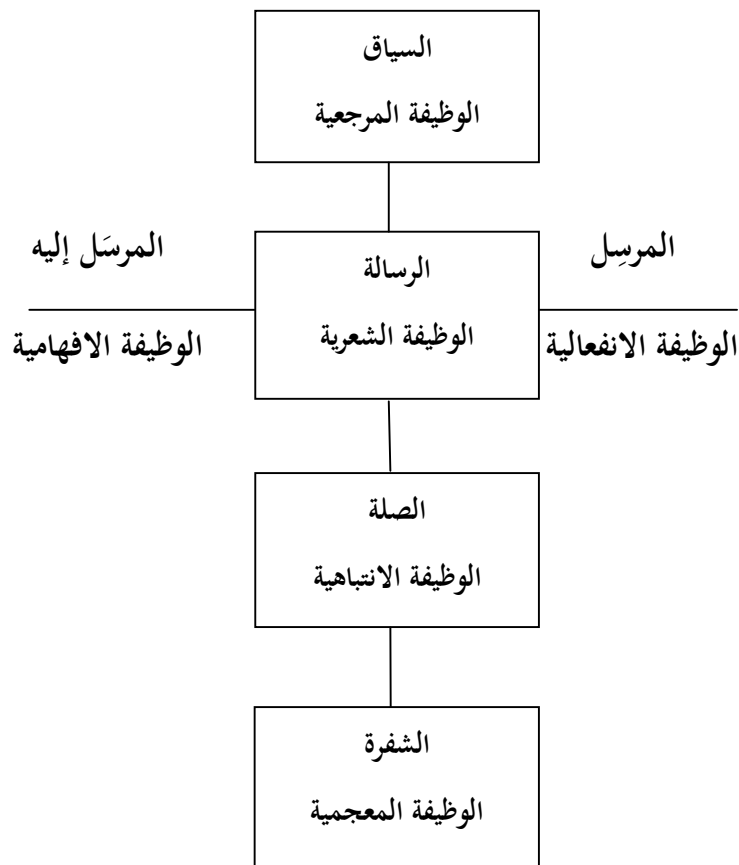 السياق
الوظيفة المرجعية
المرسِل
الوظيفة الانفعالية
الرسالة
الوظيفة الشعرية
المرسَل إليه
الوظيفة الافهامية
الصلة
الوظيفة الانتباهية
الشفرة
الوظيفة المعجمية